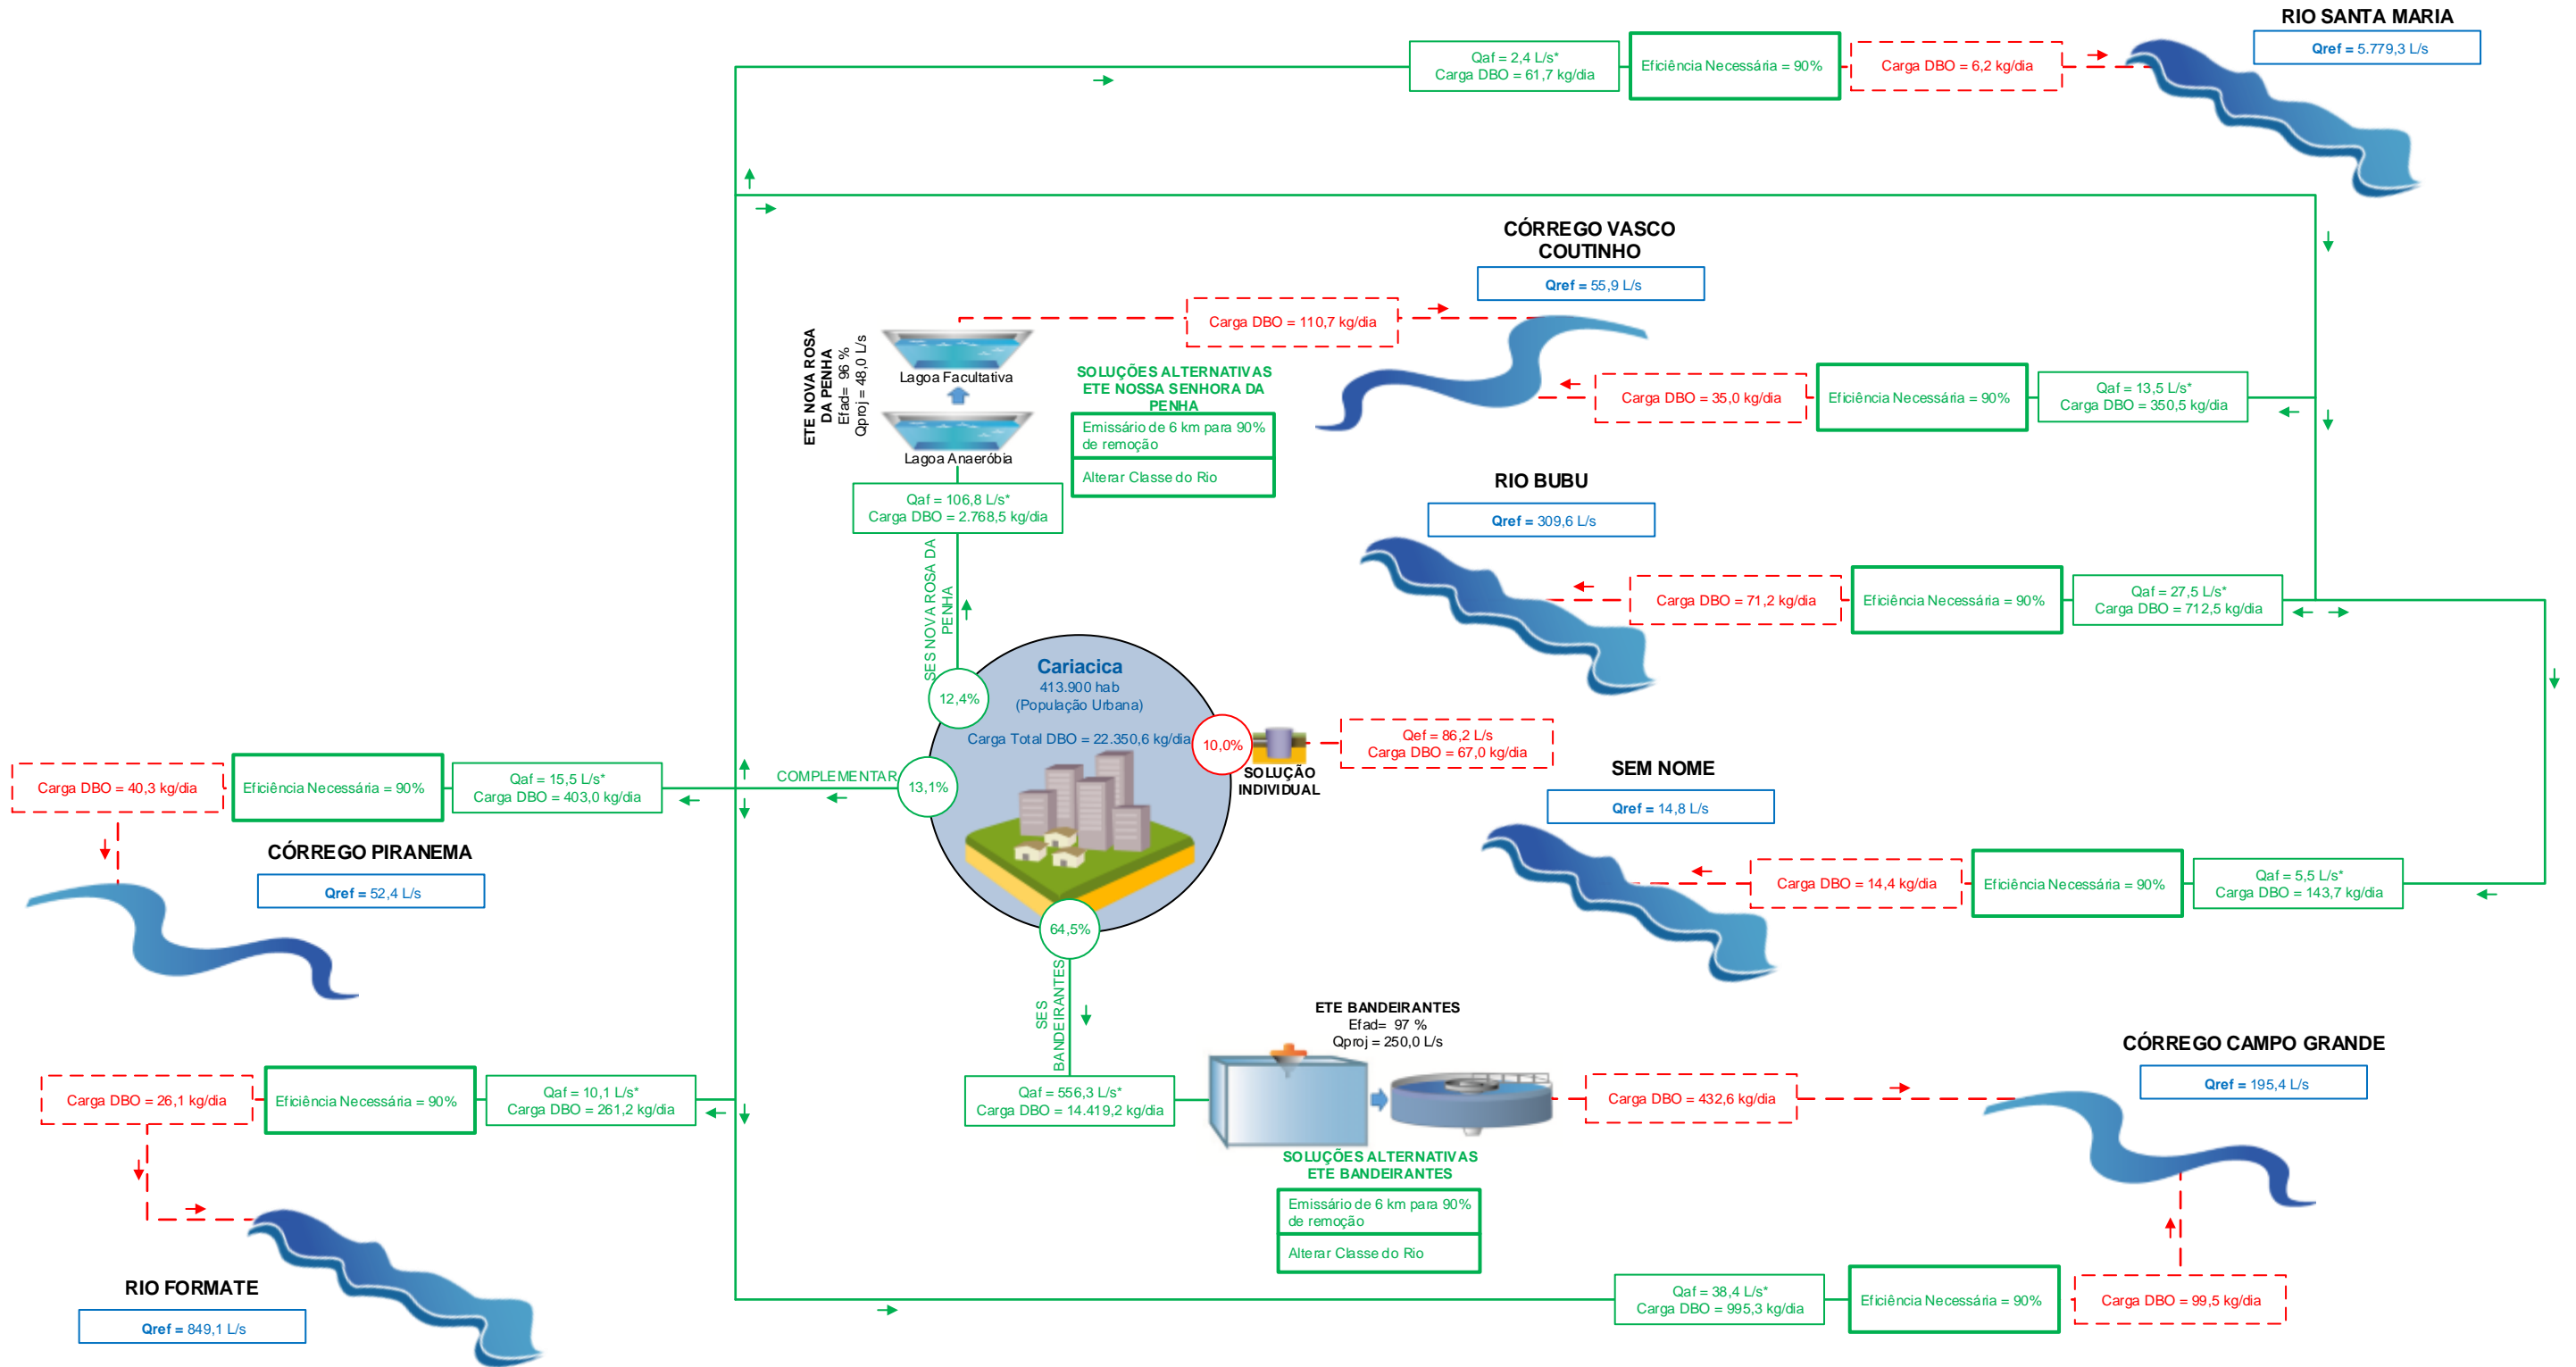 RIO SANTA MARIA
Qref = 5.779,3 L/s
Qaf = 2,4 L/s*
Carga DBO = 61,7 kg/dia
Eficiência Necessária = 90%
Carga DBO = 6,2 kg/dia
CÓRREGO VASCO
COUTINHO
Qref = 55,9 L/s
Carga DBO = 110,7 kg/dia
ETE NOVA ROSA
DA PENHA
Efad= 96 %
Qproj = 48,0 L/s
Lagoa Facultativa
Lagoa Anaeróbia
SOLUÇÕES ALTERNATIVAS
ETE NOSSA SENHORA DA
PENHA
Emissário de 6 km para 90%
de remoção
Alterar Classe do Rio
Carga DBO = 35,0 kg/dia
Eficiência Necessária = 90%
Qaf = 13,5 L/s*
Carga DBO = 350,5 kg/dia
Qaf = 106,8 L/s*
Carga DBO = 2.768,5 kg/dia
RIO BUBU
Qref = 309,6 L/s
Carga DBO = 71,2 kg/dia
Eficiência Necessária = 90%
Qaf = 27,5 L/s*
Carga DBO = 712,5 kg/dia
SES NOVA ROSA DA
PENHA
12,4%
Cariacica
413.900 hab
(População Urbana)
Carga Total DBO = 22.350,6 kg/dia
10,0%
SOLUÇÃO
INDIVIDUAL
Qef = 86,2 L/s
Carga DBO = 67,0 kg/dia
COMPLEMENTAR
13,1%
Carga DBO = 40,3 kg/dia
Eficiência Necessária = 90%
Qaf = 15,5 L/s*
Carga DBO = 403,0 kg/dia
CÓRREGO PIRANEMA
Qref = 52,4 L/s
SEM NOME
Qref = 14,8 L/s
Carga DBO = 14,4 kg/dia
Eficiência Necessária = 90%
Qaf = 5,5 L/s*
Carga DBO = 143,7 kg/dia
64,5%
SES
BANDEIRANTES
Qaf = 556,3 L/s*
Carga DBO = 14.419,2 kg/dia
ETE BANDEIRANTES
Efad= 97 %
Qproj = 250,0 L/s
Carga DBO = 432,6 kg/dia
CÓRREGO CAMPO GRANDE
Qref = 195,4 L/s
SOLUÇÕES ALTERNATIVAS
ETE BANDEIRANTES
Emissário de 6 km para 90%
de remoção
Alterar Classe do Rio
Carga DBO = 26,1 kg/dia
Eficiência Necessária = 90%
Qaf = 10,1 L/s*
Carga DBO = 261,2 kg/dia
RIO FORMATE
Qref = 849,1 L/s
Qaf = 38,4 L/s*
Carga DBO = 995,3 kg/dia
Eficiência Necessária = 90%
Carga DBO = 99,5 kg/dia